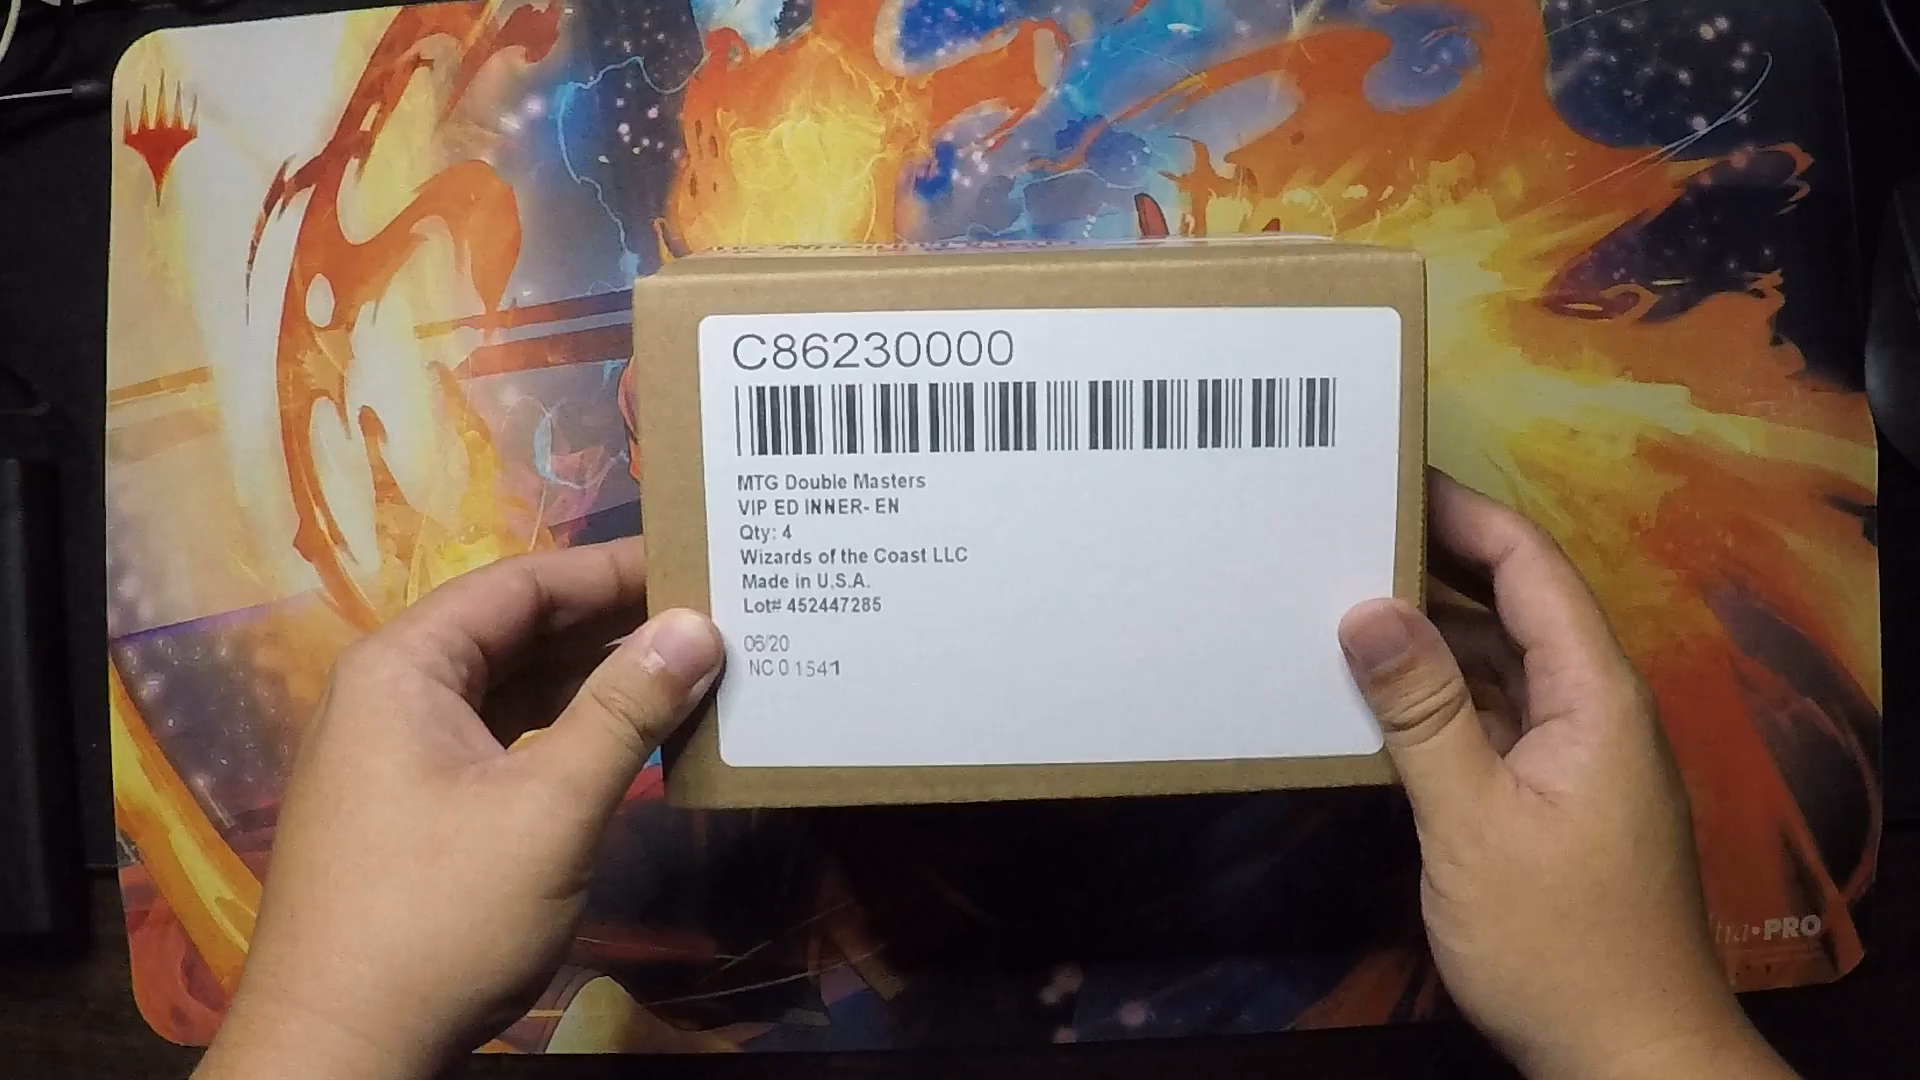 C86230000
MTG Double Masters
VIP ED INNER- EN
Qty: 4
Wizards of the Coast LLC
Made in U.S.A.
Lot# 452447285
06/20
NC 0 1541
PRO